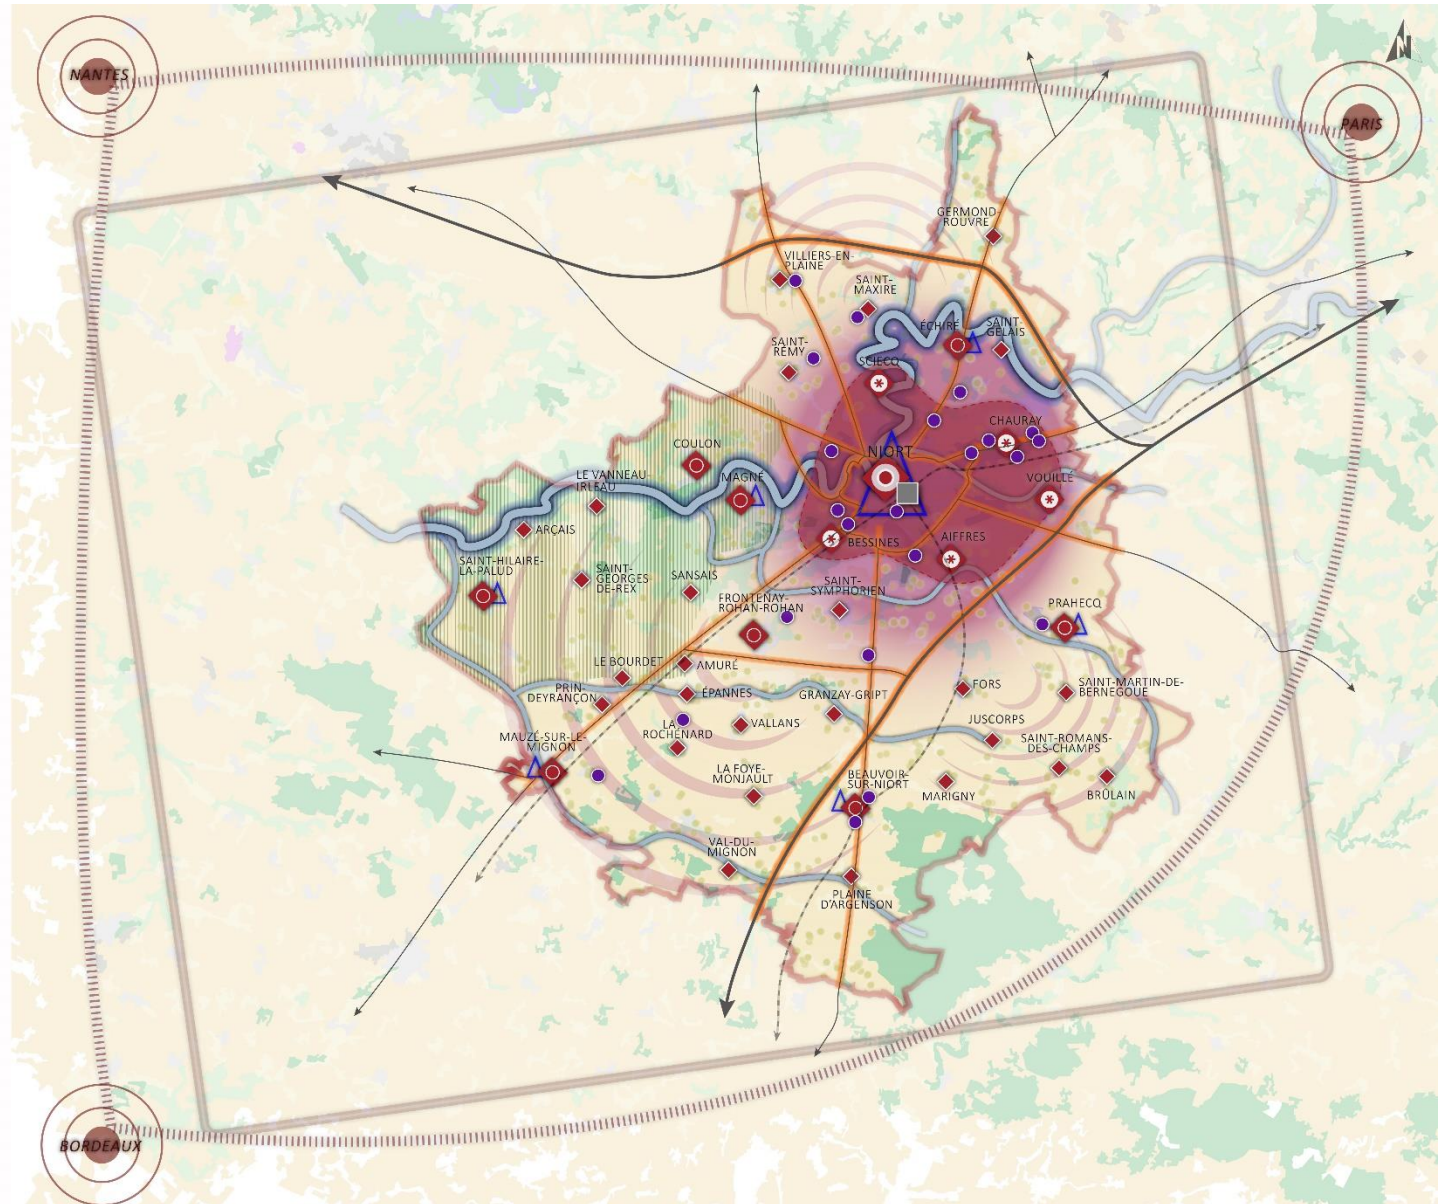 N
NANTES
PARIS
GERMOND-
ROUVRE
VILLIERS-EN-
PLAINE
SAINT-
MAXIRE
ÉCHIRÉ
SAINT
GELAIS
SAINT-
RÉMY
SCIECQ
CHAURAY
COULON
NIORT
LE VANNEAU
IRLEAU
MAGNÉ
VOUILLÉ
ARÇAIS
BESSINES
AIFFRES
SAINT-HILAIRE-
LA-PALUD
SAINT-
GEORGES
DE-REX
SANSAIS
SAINT-
SYMPHORIEN
FRONTENAY-
ROHAN-ROHAN
PRAHECQ
LE BOURDET
AMURÉ
PRIN-
DEYRANÇON
ÉPANNES
GRANZAY-GRIPT
FORS
SAINT-MARTIN-DE-
BERNEGOUE
LA
ROCHÉNARD
VALLANS
JUSCORPS
MAUZÉ-SUR-LE-
MIGNON
SAINT-ROMANS-
DES-CHAMPS
LA FOYE-
MONJAULT
BEAUVOIR-
SUR-NIORT
MARIGNY
BRÛLAIN
VAL-DU-
MIGNON
PLAINE
D'ARGENSON
BORDEAUX